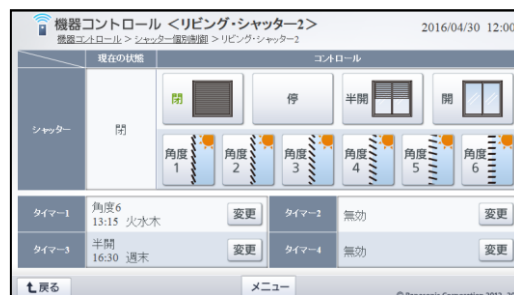 機器コントロール ＜リビング・シャッター2＞ 2016/04/30 12:00
機器コントロール > シャッター個別制御 > リビング・シャッター2
現在の状態 コントロール
シャッター 閉 閉 停 半開 開
角度1 角度2 角度3 角度4 角度5 角度6
タイマー1 角度6 変更 タイマー2 無効 変更
13:15 火水木
タイマー3 半開 変更 タイマー4 無効 変更
16:30 週末
戻る メニュー
© Panasonic Corporation 2012, 20